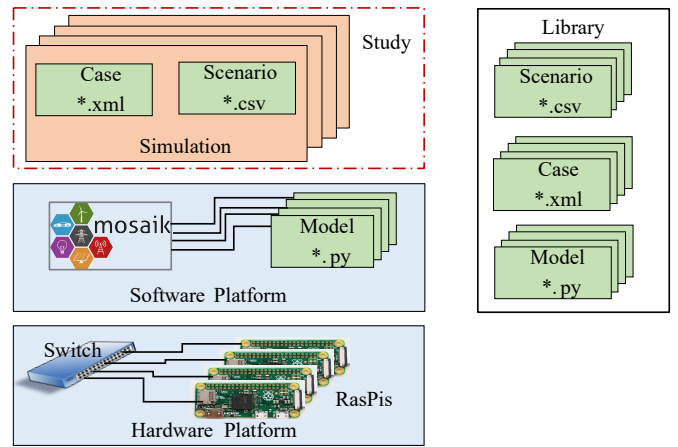 Study
Case
*.xml
Scenario
*.csv
Simulation
mosaik
Model
*.py
Software Platform
Switch
RasPis
Hardware Platform
Library
Scenario
*.csv
Case
*.xml
Model
*.py